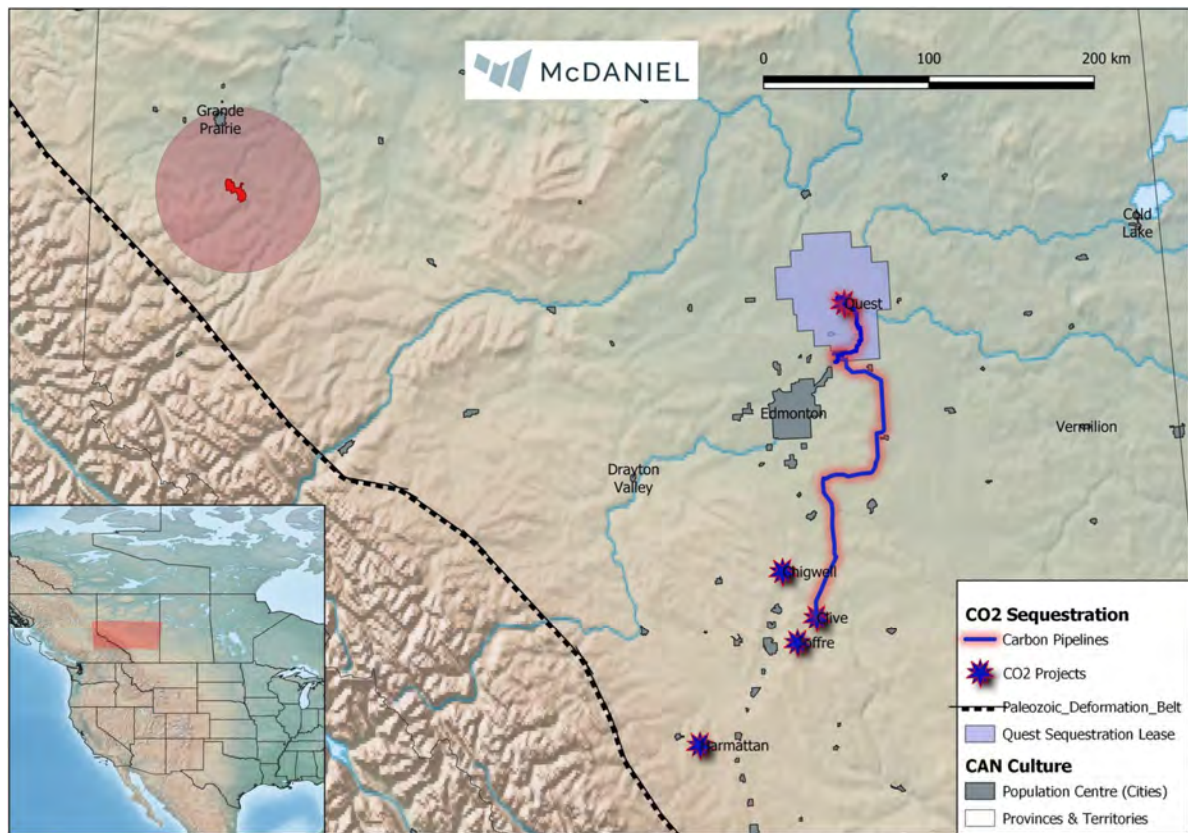 McDANIEL
0 100 200 km
Grande
Prairie
Cold
Lake
Quest
Edmonton
Vermilion
Drayton
Valley
Clive
CO2 Sequestration
Carbon Pipelines
CO2 Projects
Paleozoic_Deformation_Belt
Quest Sequestration Lease
CAN Culture
Population Centre (Cities)
Provinces & Territories